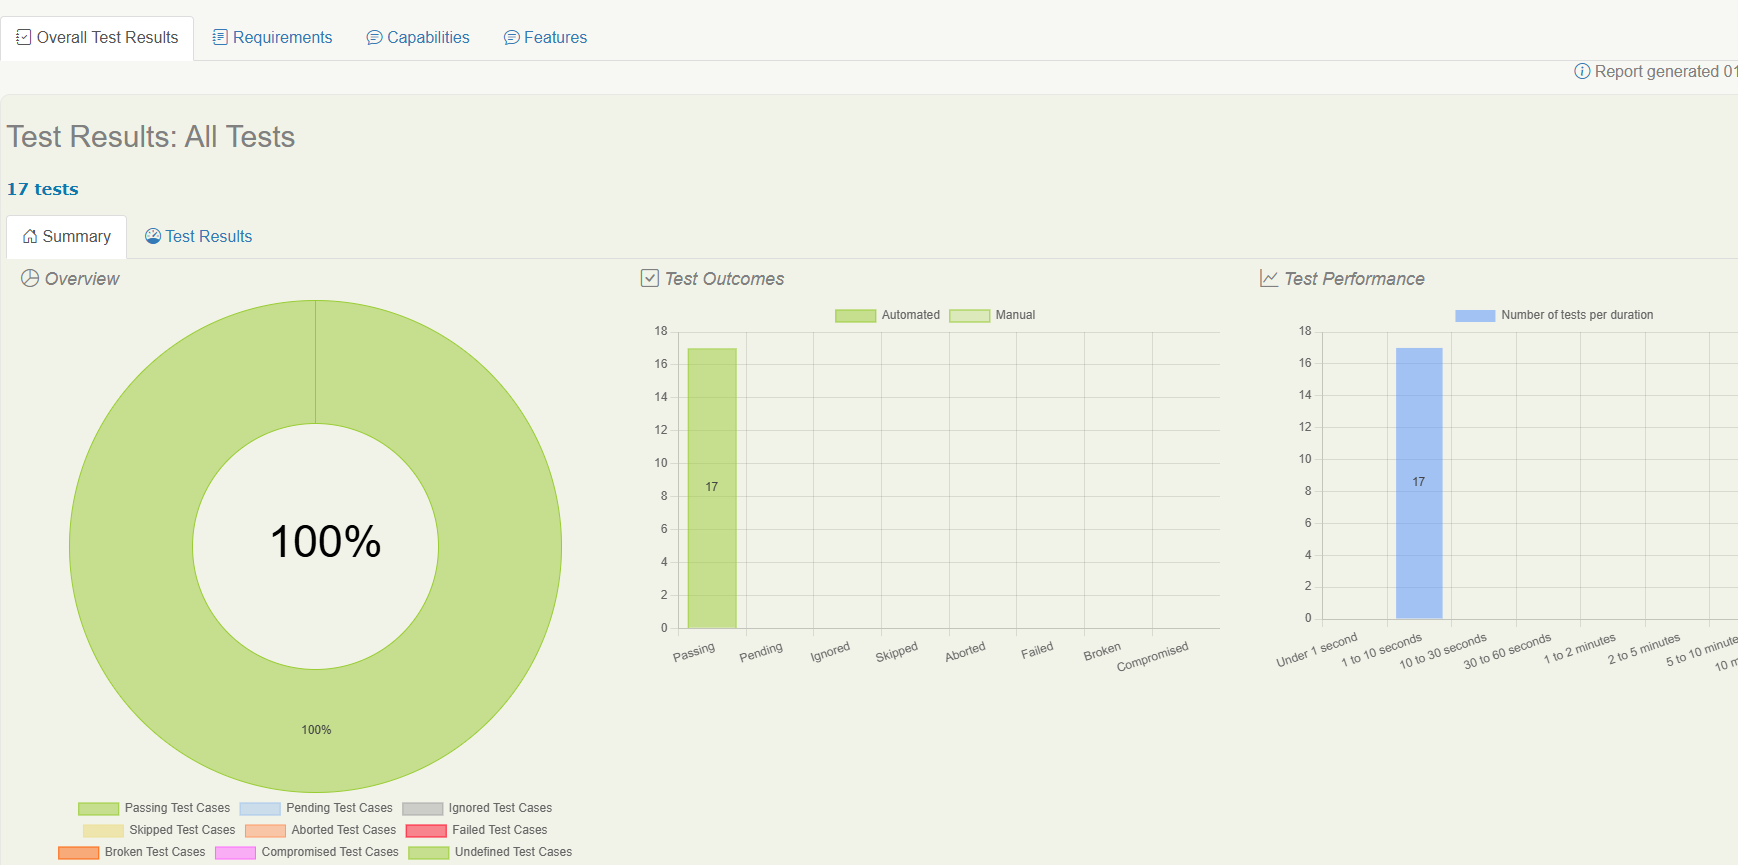 Overall Test Results Requirements Capabilities Features
Report generated 01
Test Results: All Tests
17 tests
Summary Test Results
Overview
100%
100%
Passing Test Cases Pending Test Cases Ignored Test Cases
Skipped Test Cases Aborted Test Cases Failed Test Cases
Broken Test Cases Compromised Test Cases Undefined Test Cases
Test Outcomes
Automated Manual
18
16
14
12
10
8
6
4
2
0
17
Passing Pending Ignored Skipped Aborted Failed Broken Compromised
Test Performance
Number of tests per duration
18
16
14
12
10
8
6
4
2
0
17
Under 1 second 1 to 10 seconds 10 to 30 seconds 30 to 60 seconds 1 to 2 minutes 2 to 5 minutes 5 to 10 minute 10 m